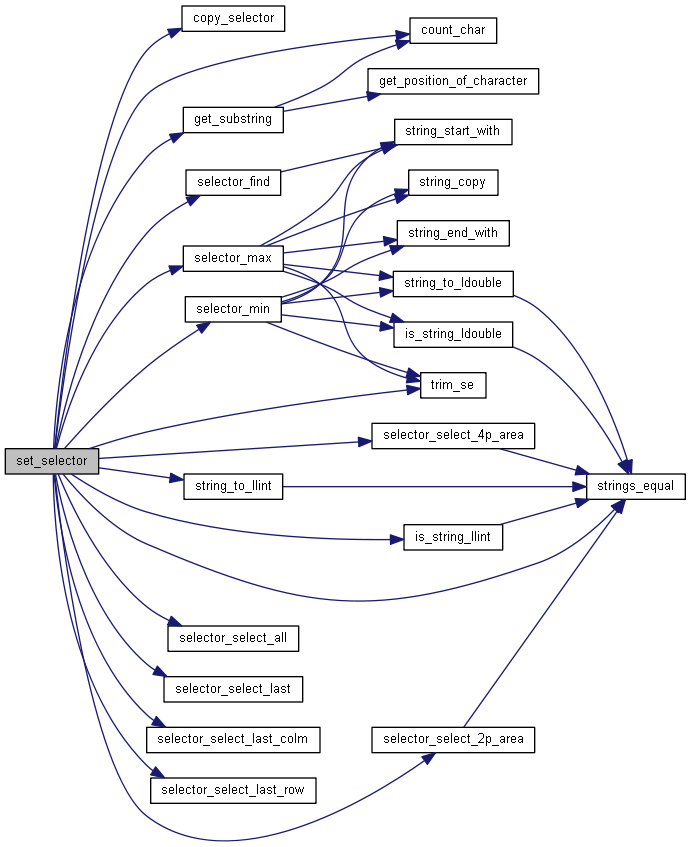 copy_selector
count_char
get_position_of_character
get_substring
string_start_with
selector_find
string_copy
string_end_with
selector_max
string_to_ldouble
selector_min
is_string_ldouble
trim_se
selector_select_4p_area
set_selector
string_to_llint
strings_equal
is_string_llint
selector_select_all
selector_select_last
selector_select_last_colm
selector_select_2p_area
selector_select_last_row